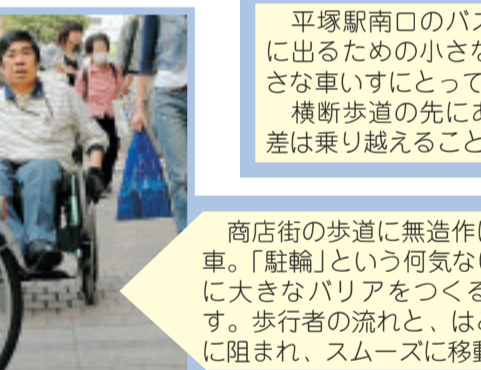 平塚駅南口のバス
に出るための小さな
さな車いすにとって
横断歩道の先にあ
差は乗り越えること
商店街の歩道に無造作に
車。「駐輪」という何気ない
に大きなバリアをつくる
す。歩行者の流れと、はと
に阻まれ、スムーズに移動